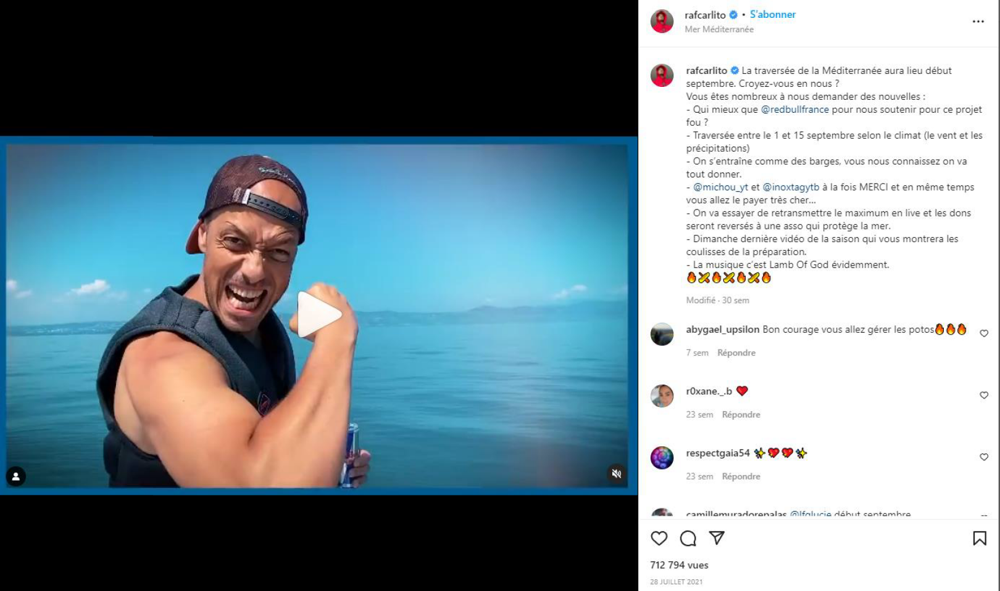 rafcarlito • S'abonner
Mer Méditerranée
rafcarlito La traversée de la Méditerranée aura lieu début
septembre. Croyez-vous en nous ?
Vous êtes nombreux à nous demander des nouvelles :
- Qui mieux que @redbullfrance pour nous soutenir pour ce projet
fou ?
- Traversée entre le 1 et 15 septembre selon le climat (le vent et les
précipitations)
- On s'entraîne comme des barges, vous nous connaissez on va
tout donner.
- @michou_yt et @inoxtagytb à la fois MERCI et en même temps
vous allez le payer très cher...
- On va essayer de retransmettre le maximum en live et les dons
seront reversés à une asso qui protège la mer.
- Dimanche dernière vidéo de la saison qui vous montrera les
coulisses de la préparation.
- La musique c'est Lamb Of God évidemment.
Modifié · 30 sem
abygael_upsilon Bon courage vous allez gérer les potos
7 sem Répondre
r0xane._.b
23 sem Répondre
respectgaia54
23 sem Répondre
camillemuradorepalas @lfglucie début septembre
712 794 vues
28 JUILLET 2021